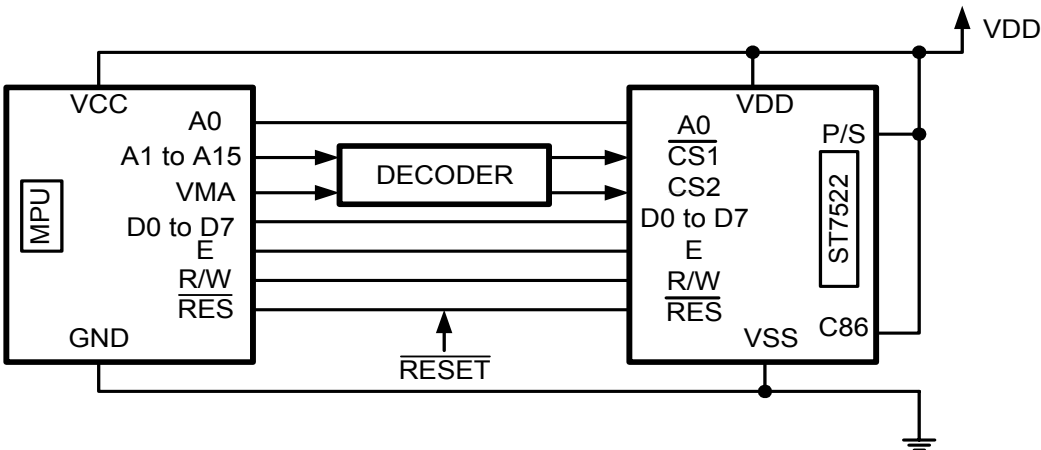 VDD
VCC
A0
A1 to A15
VMA
D0 to D7
E
R/W
RES
GND
MPU
DECODER
RESET
VDD
A0
CS1
CS2
D0 to D7
E
R/W
RES
VSS
P/S
ST7522
C86